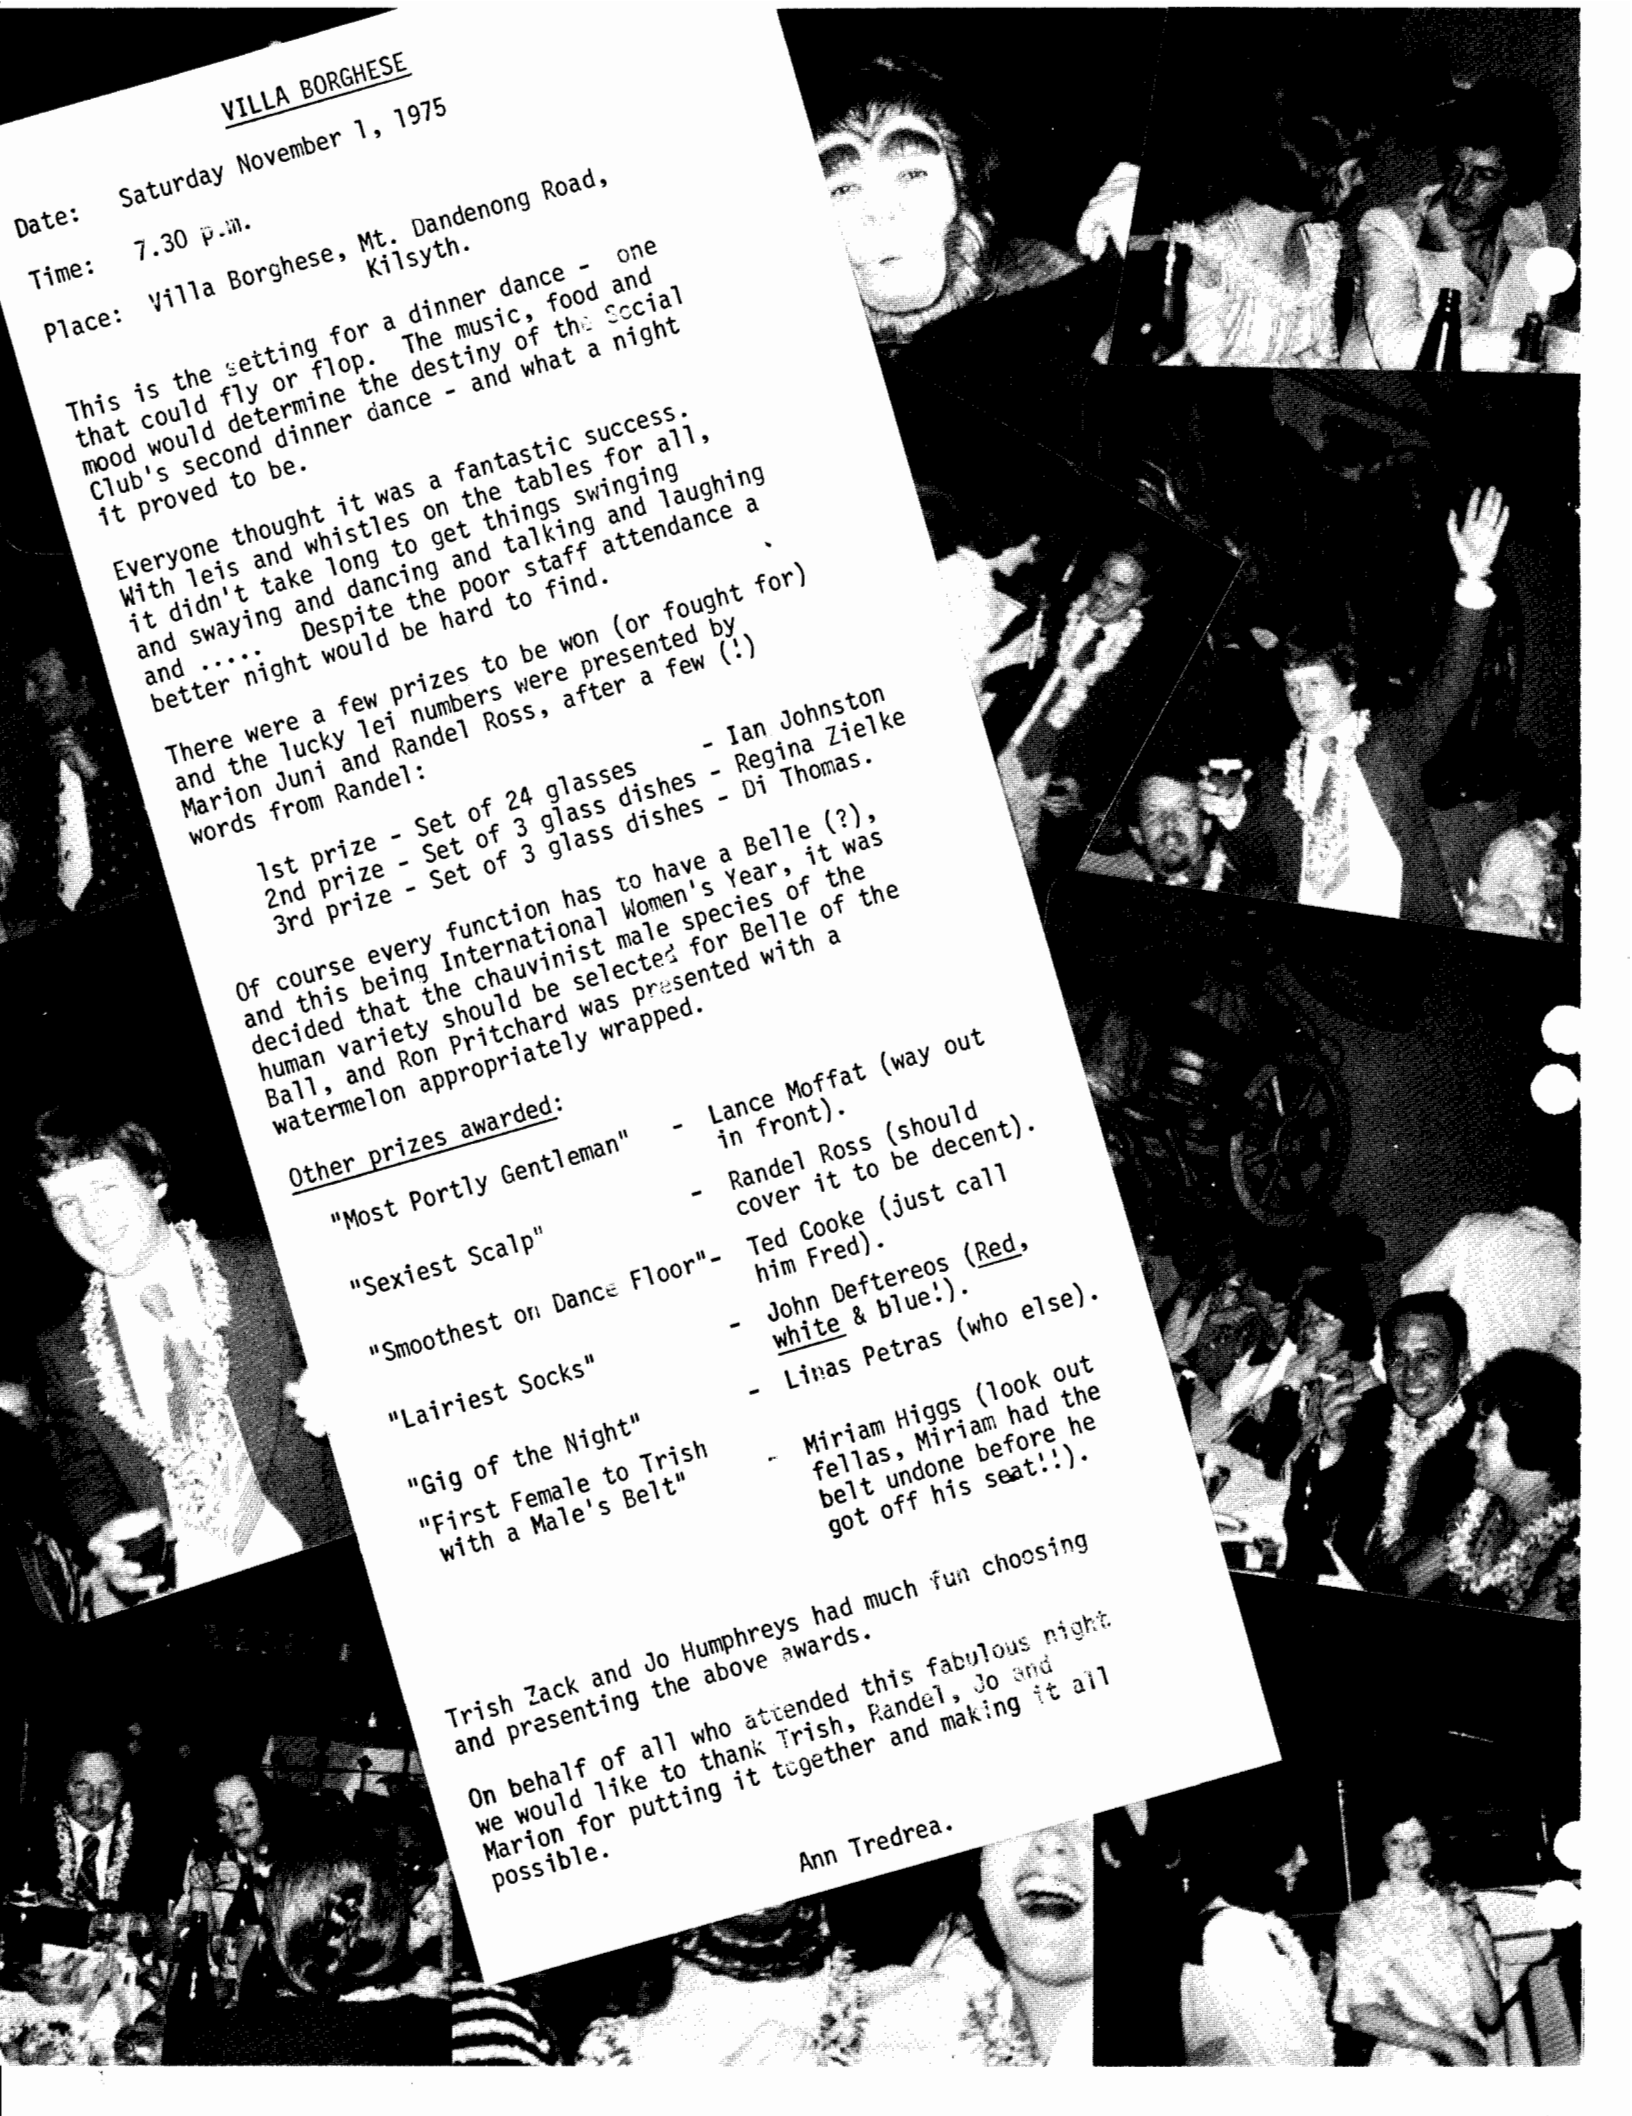 VILLA BORGHESE
Date: Saturday November 1, 1975
Time: 7.30 p.m.
Place: Villa Borghese, Mt. Dandenong Road,
Kilsyth.
This is the setting for a dinner dance - one
that could fly or flop. The music, food and
mood would determine the destiny of the Social
Club's second dinner dance - and what a night
it proved to be.
Everyone thought it was a fantastic success.
With leis and whistles on the tables for all,
it didn't take long to get things swinging
and swaying and dancing and talking and laughing
and ..... Despite the poor staff attendance a
better night would be hard to find.
There were a few prizes to be won (or fought for)
and the lucky lei numbers were presented by
Marion Juni and Randel Ross, after a few (!)
words from Randel:
1st prize - Set of 24 glasses - Ian Johnston
2nd prize - Set of 3 glass dishes - Regina Zielke
3rd prize - Set of 3 glass dishes - Di Thomas.
Of course every function has to have a Belle (?),
and this being International Women's Year, it was
decided that the chauvinist male species of the
human variety should be selected for Belle of the
Ball, and Ron Pritchard was presented with a
watermelon appropriately wrapped.
Other prizes awarded:
"Most Portly Gentleman" - Lance Moffat (way out
in front).
"Sexiest Scalp" - Randel Ross (should
cover it to be decent).
"Smoothest on Dance Floor"- Ted Cooke (just call
him Fred).
"Lairiest Socks" - John Deftereos (Red,
white & blue!).
"Gig of the Night" - Linas Petras (who else).
"First Female to Trish
with a Male's Belt" - Miriam Higgs (look out
fellas, Miriam had the
belt undone before he
got off his seat!!).
Trish Zack and Jo Humphreys had much fun choosing
and presenting the above awards.
On behalf of all who attended this fabulous night
we would like to thank Trish, Randel, Jo and
Marion for putting it together and making it all
possible.
Ann Tredrea.